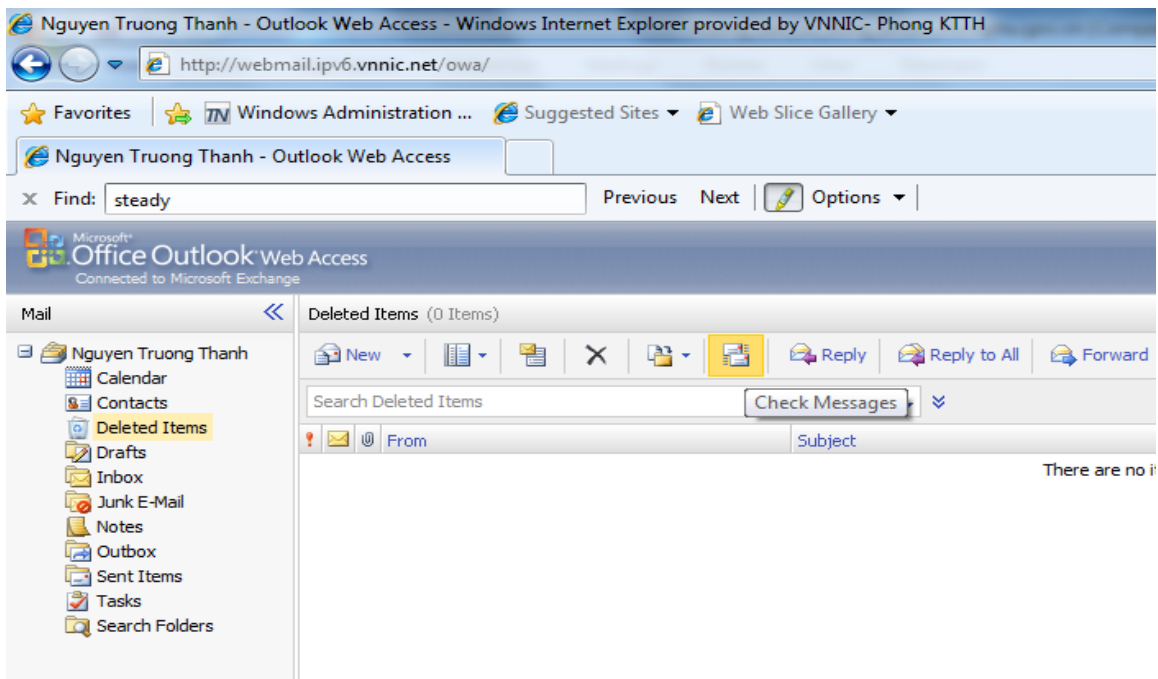 Nguyen Truong Thanh - Outlook Web Access - Windows Internet Explorer provided by VNNIC- Phong KTTH
http://webmail.ipv6.vnnic.net/owa/
Favorites TN Windows Administration ... Suggested Sites Web Slice Gallery
Nguyen Truong Thanh - Outlook Web Access
x Find: steady Previous Next Options
Microsoft
Office Outlook Web Access
Connected to Microsoft Exchange
Mail « Deleted Items (0 Items)
New Reply Reply to All Forward
Search Deleted Items Check Messages
From Subject
There are no i
Nguyen Truong Thanh
Calendar
Contacts
Deleted Items
Drafts
Inbox
Junk E-Mail
Notes
Outbox
Sent Items
Tasks
Search Folders